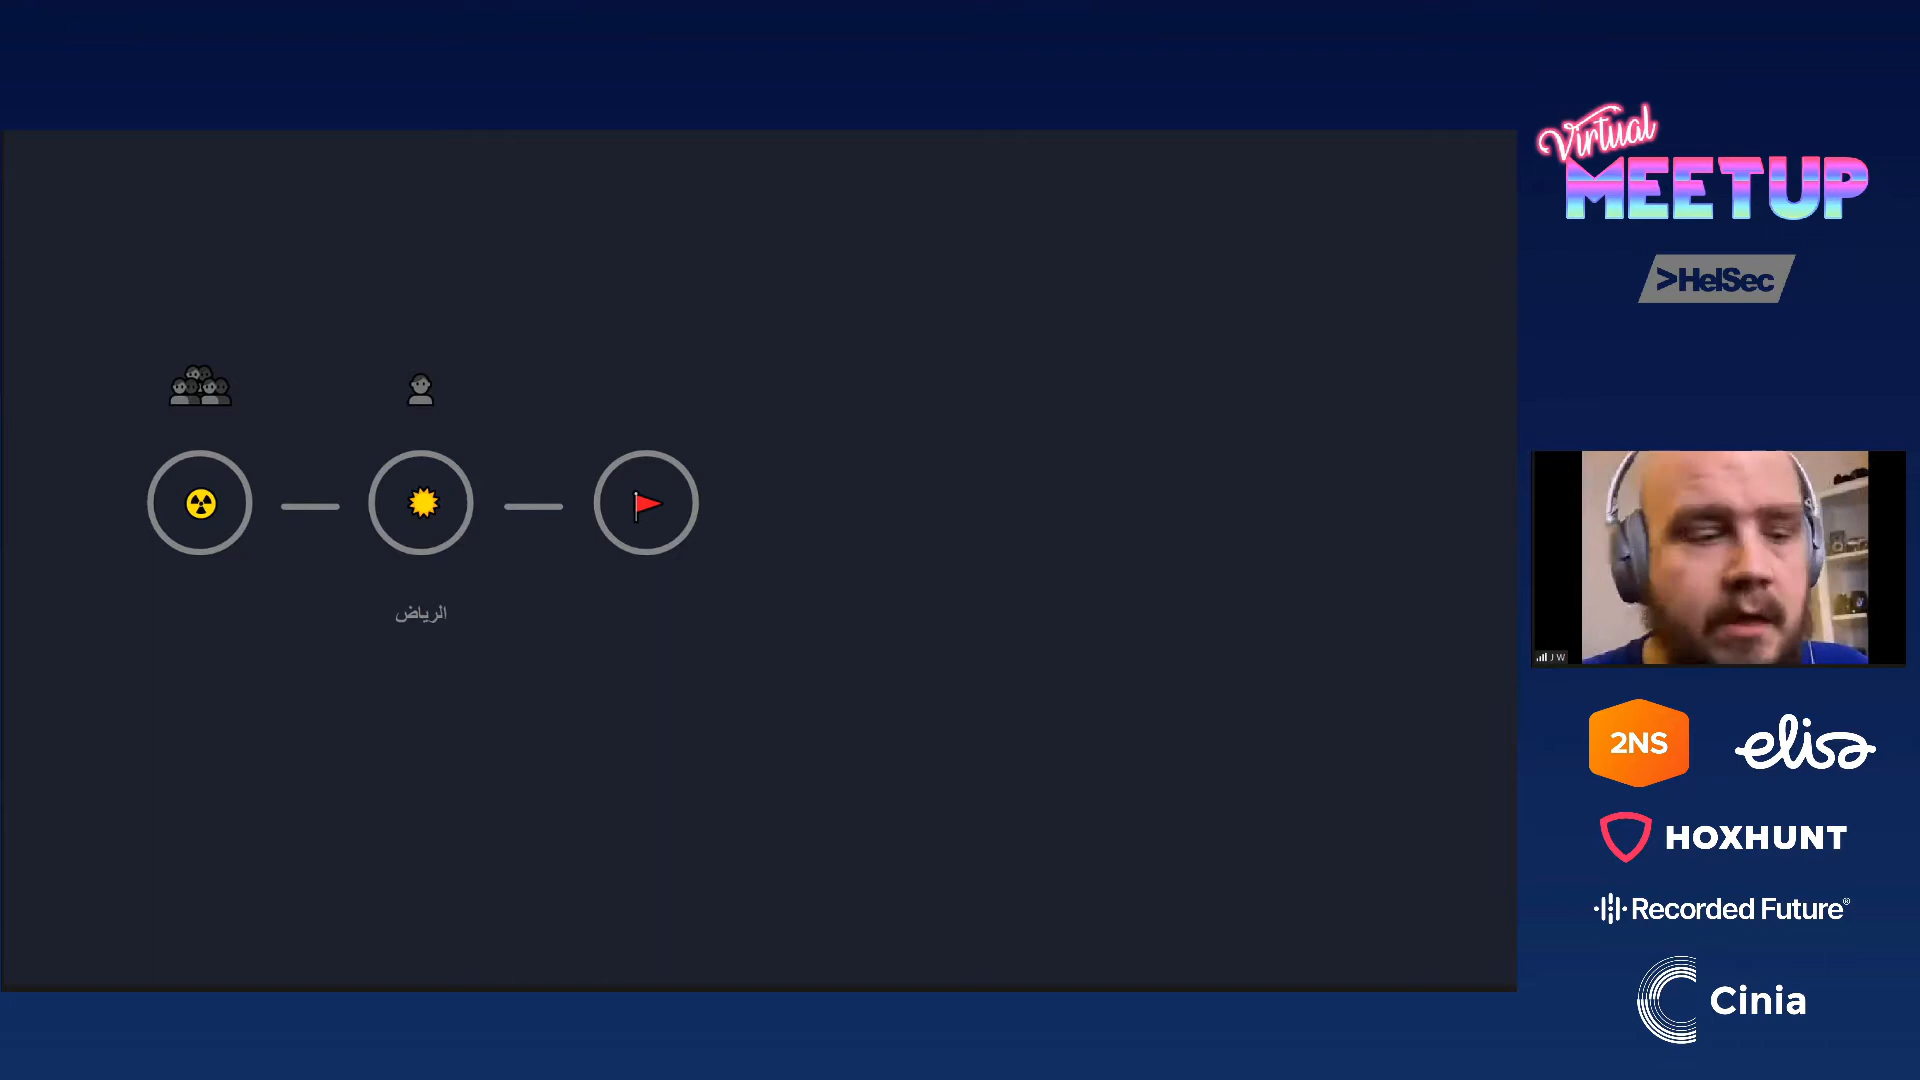 Virtual
MEETUP
>HelSec
الرياض
J W
2NS
elisa
HOXHUNT
Recorded Future®
Cinia